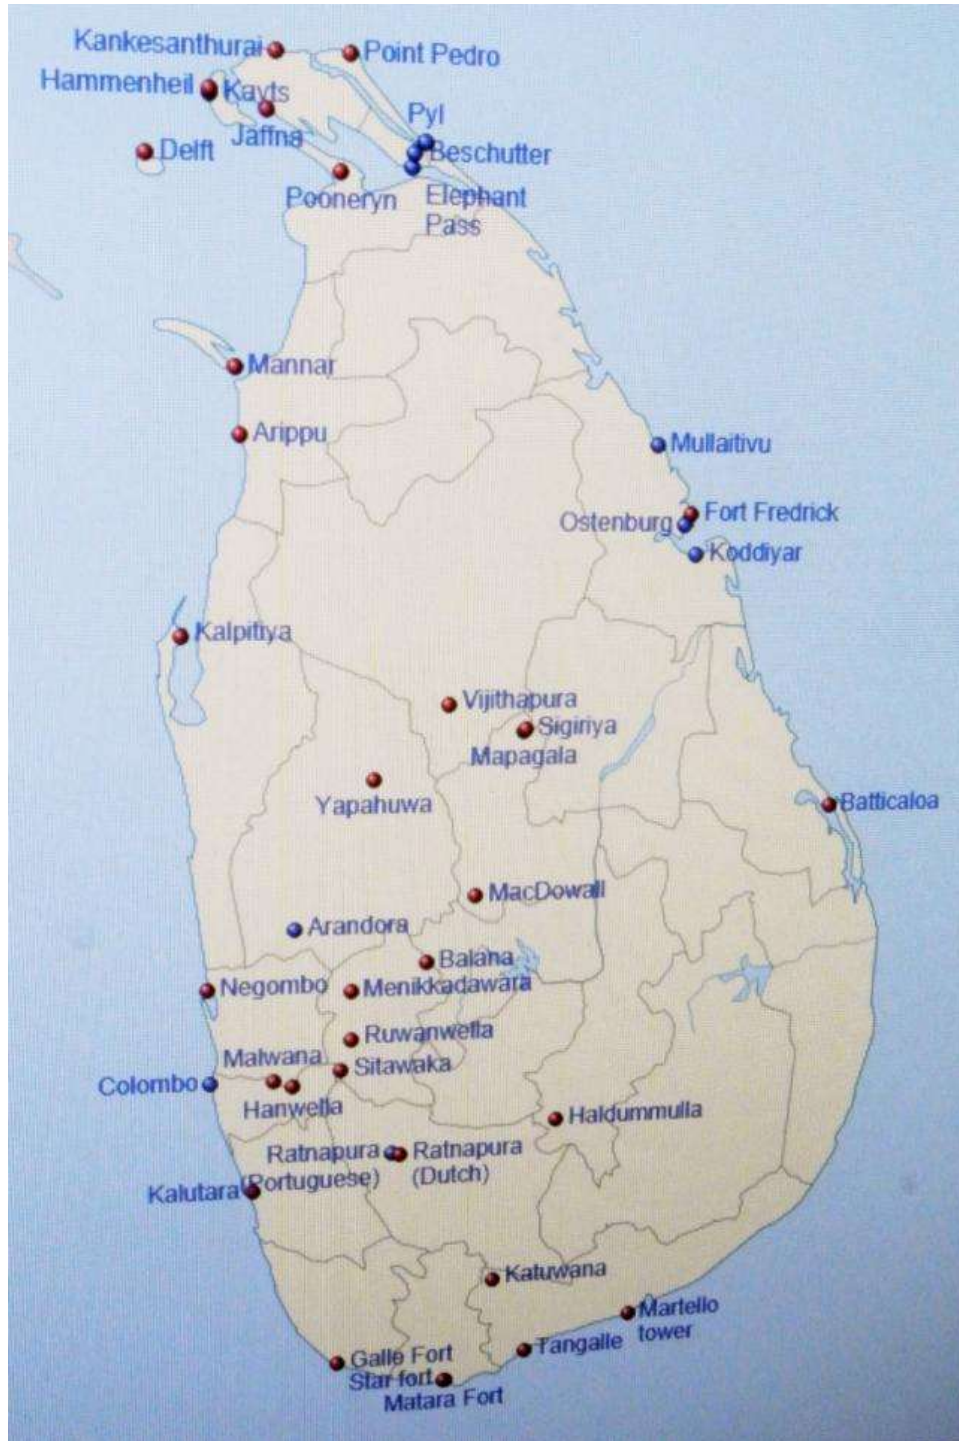 Kankesanthurai
Point Pedro
Hammenheil
Kayts
Pyl
Jaffna
Delft
Beschutter
Pooneryn
Elephant
Pass
Mannar
Arippu
Mullaitivu
Fort Fredrick
Ostenburg
Koddiyar
Kalpitiya
Vijithapura
Sigiriya
Mapagala
Yapahuwa
Batticaloa
MacDowall
Arandora
Balana
Negombo
Menikkadawara
Ruwanwella
Malwana
Sitawaka
Colombo
Hanwella
Haldummulla
Ratnapura
(Portuguese)
Ratnapura
(Dutch)
Kalutara
Katuwana
Martello
tower
Tangalle
Galle Fort
Star fort
Matara Fort